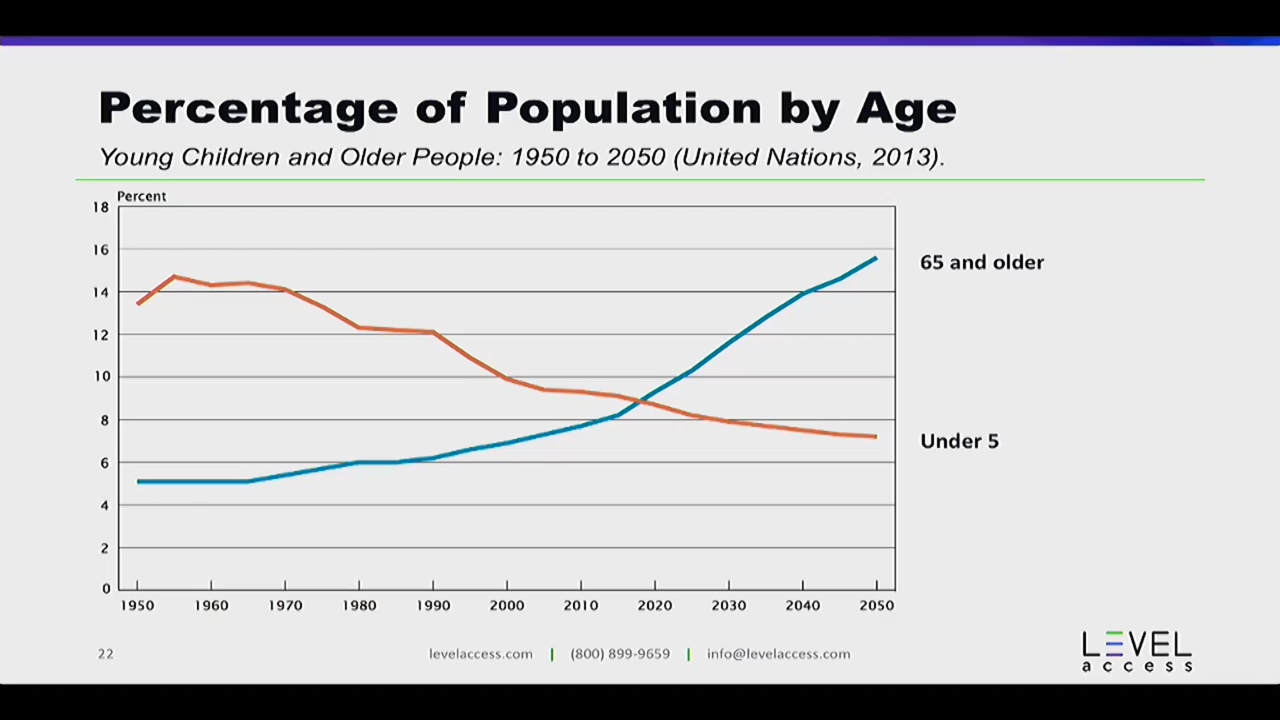 Percentage of Population by Age
Young Children and Older People: 1950 to 2050 (United Nations, 2013).
Percent
18
16
65 and older
14
12
10
8
Under 5
6
4
2
0
1950 1960 1970 1980 1990 2000 2010 2020 2030 2040 2050
22 levelaccess.com | (800) 899-9659 | info@levelaccess.com
LEVEL
access